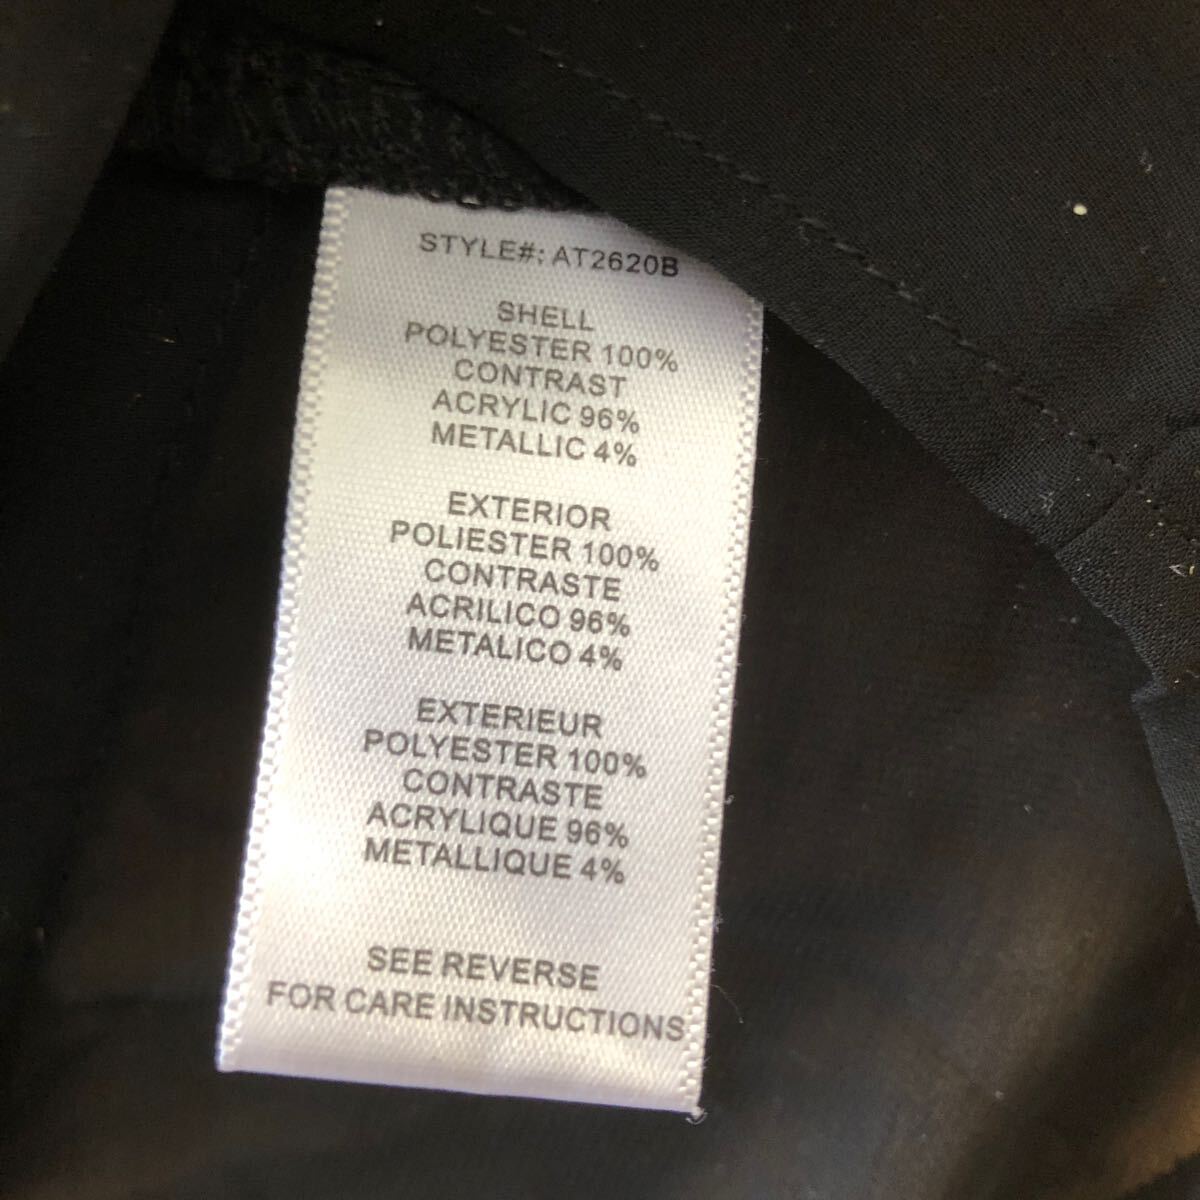 STYLE#: AT2620B
SHELL
POLYESTER 100%
CONTRAST
ACRYLIC 96%
METALLIC 4%
EXTERIOR
POLIESTER 100%
CONTRASTE
ACRILICO 96%
METALICO 4%
EXTERIEUR
POLYESTER 100%
CONTRASTE
ACRYLIQUE 96%
METALLIQUE 4%
SEE REVERSE
FOR CARE INSTRUCTIONS